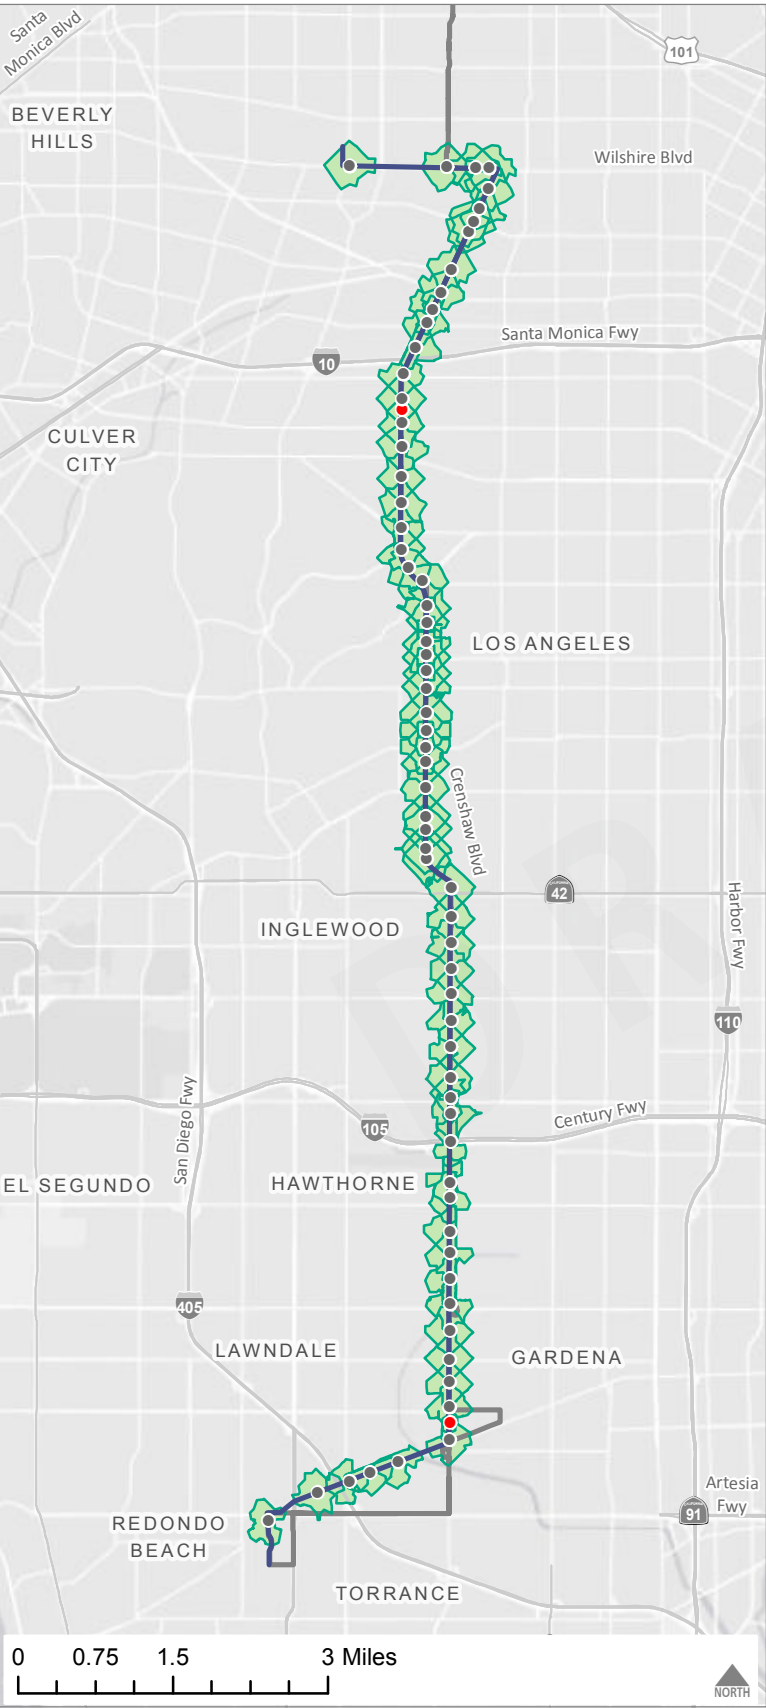 Santa
Monica Blvd
101
BEVERLY
HILLS
Wilshire Blvd
Santa Monica Fwy
10
CULVER
CITY
LOS ANGELES
Crenshaw Blvd
42
Harbor Fwy
INGLEWOOD
D R
110
San Diego Fwy
105
Century Fwy
EL SEGUNDO
HAWTHORNE
405
LAWNDALE
GARDENA
Artesia
Fwy
91
REDONDO
BEACH
TORRANCE
0 0.75 1.5 3 Miles
NORTH